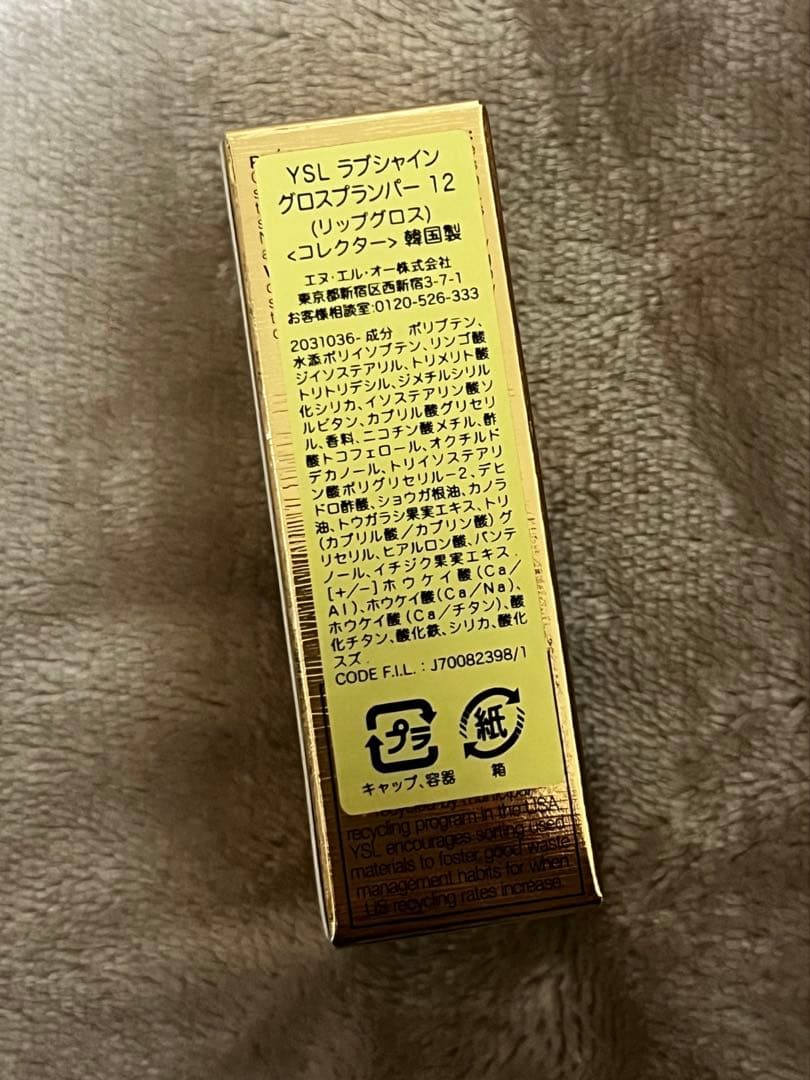 YSL ラブシャイン
グロスプランパー 12
(リップグロス)
<コレクター> 韓国製
エヌ・エル・オー株式会社
東京都新宿区西新宿3-7-1
お客様相談室:0120-526-333
2031036- 成分 ポリブテン、
水添ポリイソブテン、リンゴ酸
ジイソステアリル、トリメリト酸
トリトリデシル、ジメチルシリル
化シリカ、イソステアリン酸ソ
ルビタン、カプリル酸グリセリ
ル、香料、ニコチン酸メチル、酢
酸トコフェロール、オクチルド
デカノール、トリイソステアリ
ン酸ポリグリセリルー2、デヒ
ドロ酢酸、ショウガ根油、カノラ
油、トウガラシ果実エキス、トリ
(カプリル酸/カプリン酸)グ
リセリル、ヒアルロン酸、パンテ
ノール、イチジク果実エキス.
[+/-]ホウケイ酸(Ca/
Al)、ホウケイ酸(Ca/Na)、
ホウケイ酸(Ca/チタン)、酸
化チタン、酸化鉄、シリカ、酸化
スズ.
CODE F.I.L. : J70082398/1
プラ 紙
キャップ、容器 箱
recycling program in the USA.
YSL encourages sorting used
materials to foster good waste
management habits for when
US recycling rates increase.